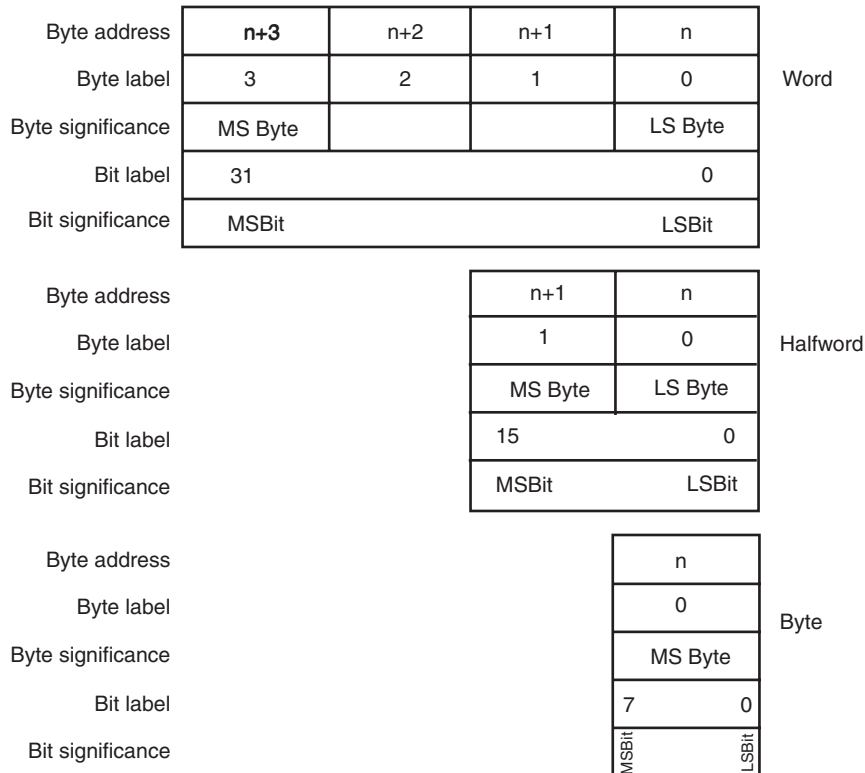 Byte address n+3 n+2 n+1 n
Byte label 3 2 1 0 Word
Byte significance MS Byte LS Byte
Bit label 31 0
Bit significance MSBit LSBit
Byte address n+1 n
Byte label 1 0 Halfword
Byte significance MS Byte LS Byte
Bit label 15 0
Bit significance MSBit LSBit
Byte address n
Byte label 0 Byte
Byte significance MS Byte
Bit label 7 0
Bit significance MSBit LSBit